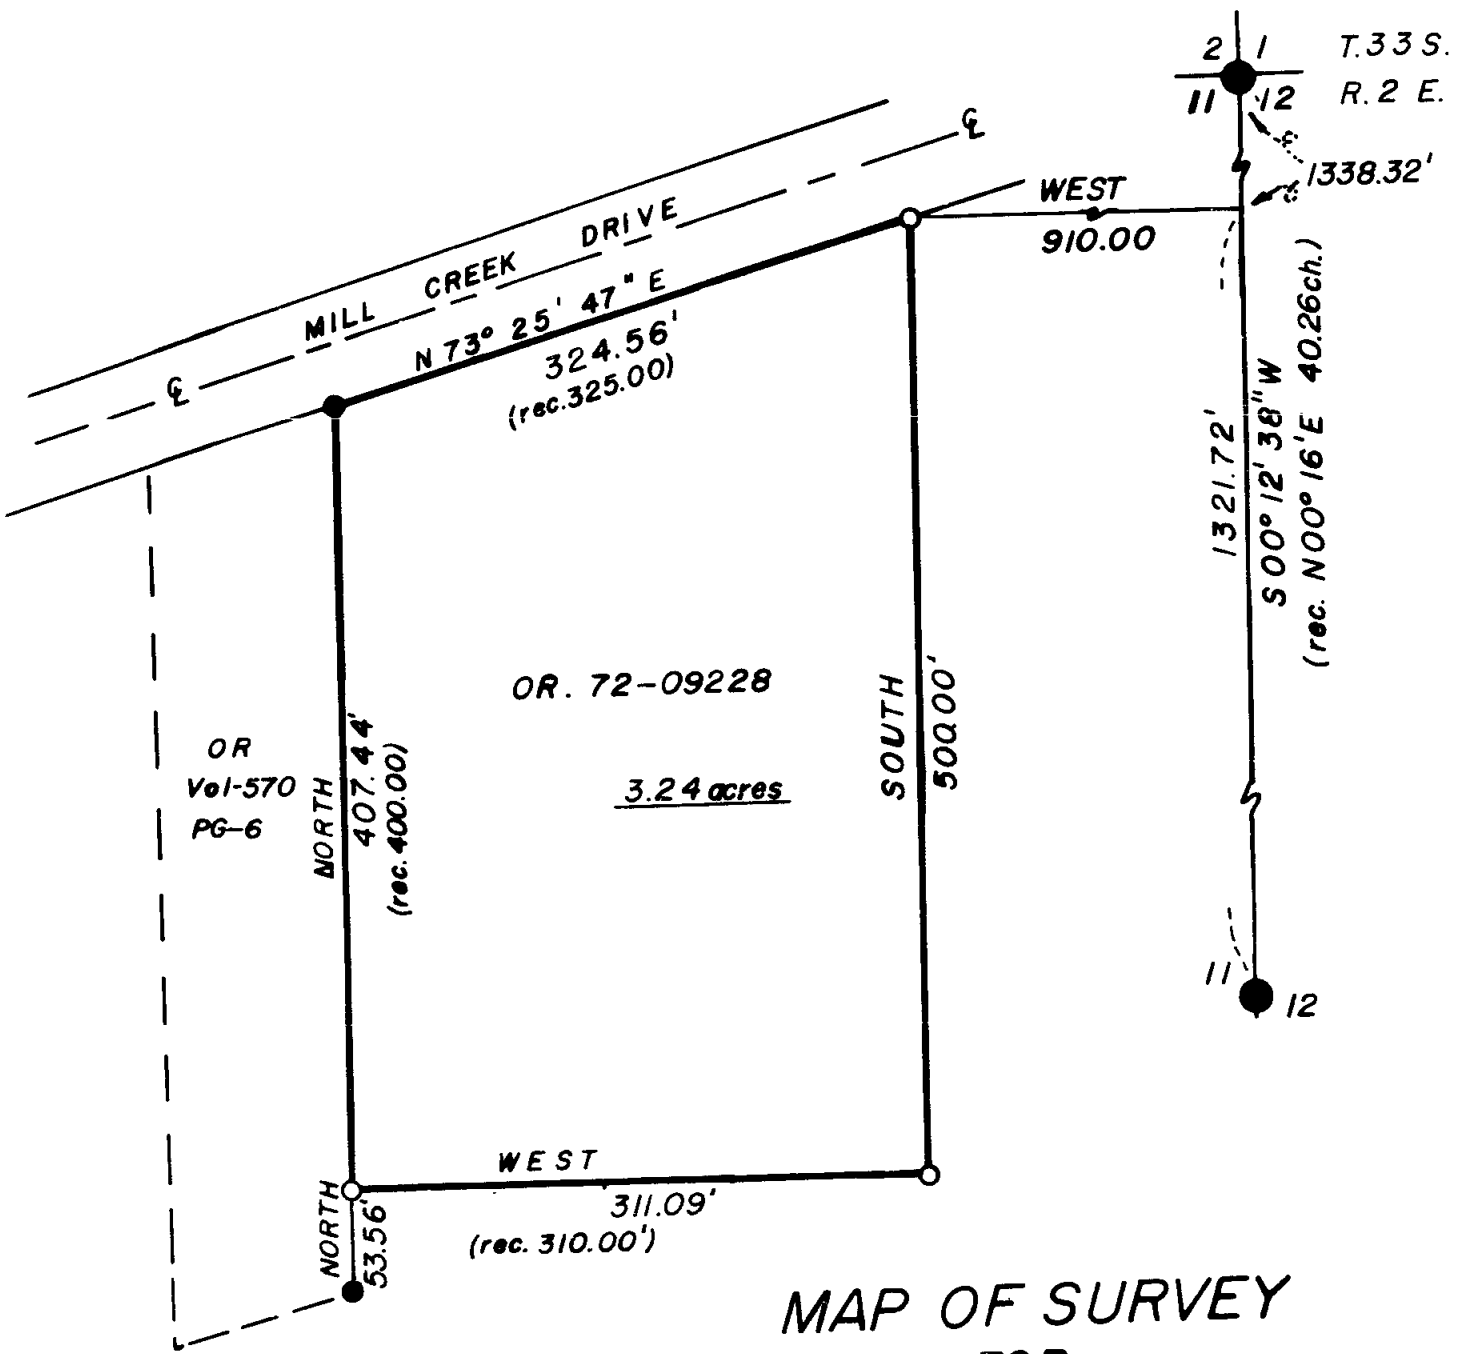 2 1 T.33 S.
11 12 R.2 E.
℄
1338.32'
WEST
910.00
MILL CREEK DRIVE
N 73° 25' 47" E
324.56'
(rec.325.00)
℄
1321.72'
S 00° 12' 38" W
(rec. N00° 16' E 40.26ch.)
OR. 72-09228
3.24 acres
SOUTH
500.00'
OR
Vol-570
PG-6
NORTH
407.44'
(rec.400.00)
11 12
WEST
311.09'
(rec. 310.00')
NORTH
53.56'
MAP OF SURVEY